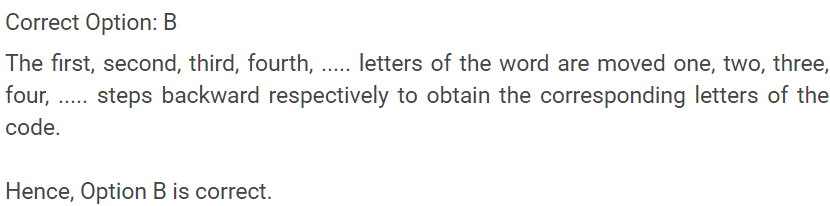 Correct Option: B
The first, second, third, fourth, ..... letters of the word are moved one, two, three,
four, ..... steps backward respectively to obtain the corresponding letters of the
code.
Hence, Option B is correct.